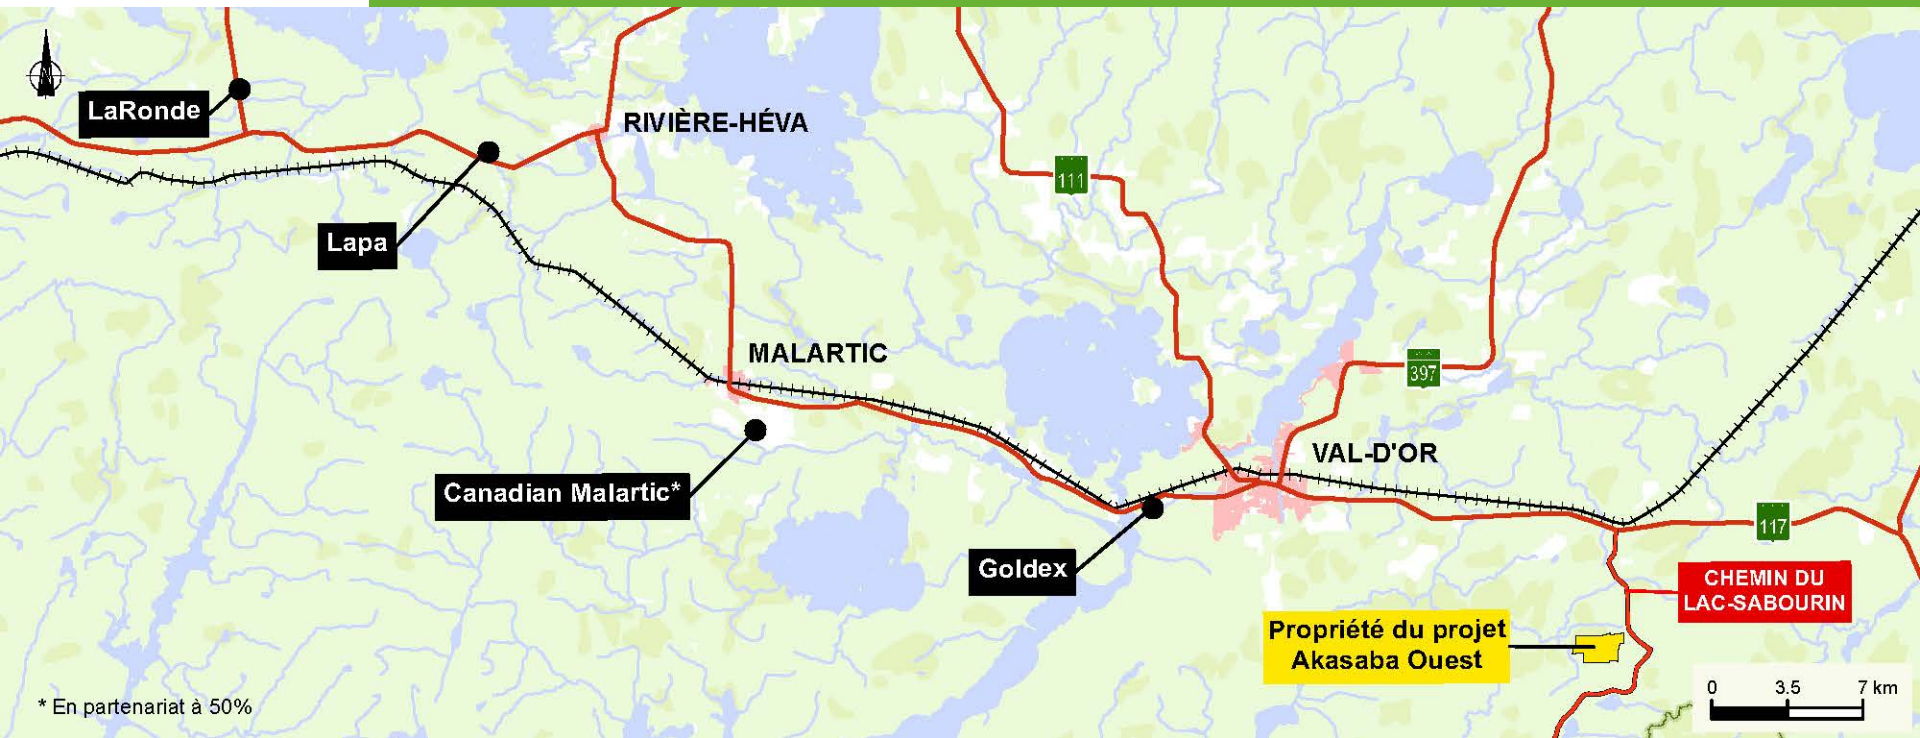 LaRonde
RIVIÈRE-HÉVA
111
Lapa
MALARTIC
397
VAL-D'OR
Canadian Malartic*
117
Goldex
CHEMIN DU
LAC-SABOURIN
Propriété du projet
Akasaba Ouest
0 3.5 7 km
* En partenariat à 50%